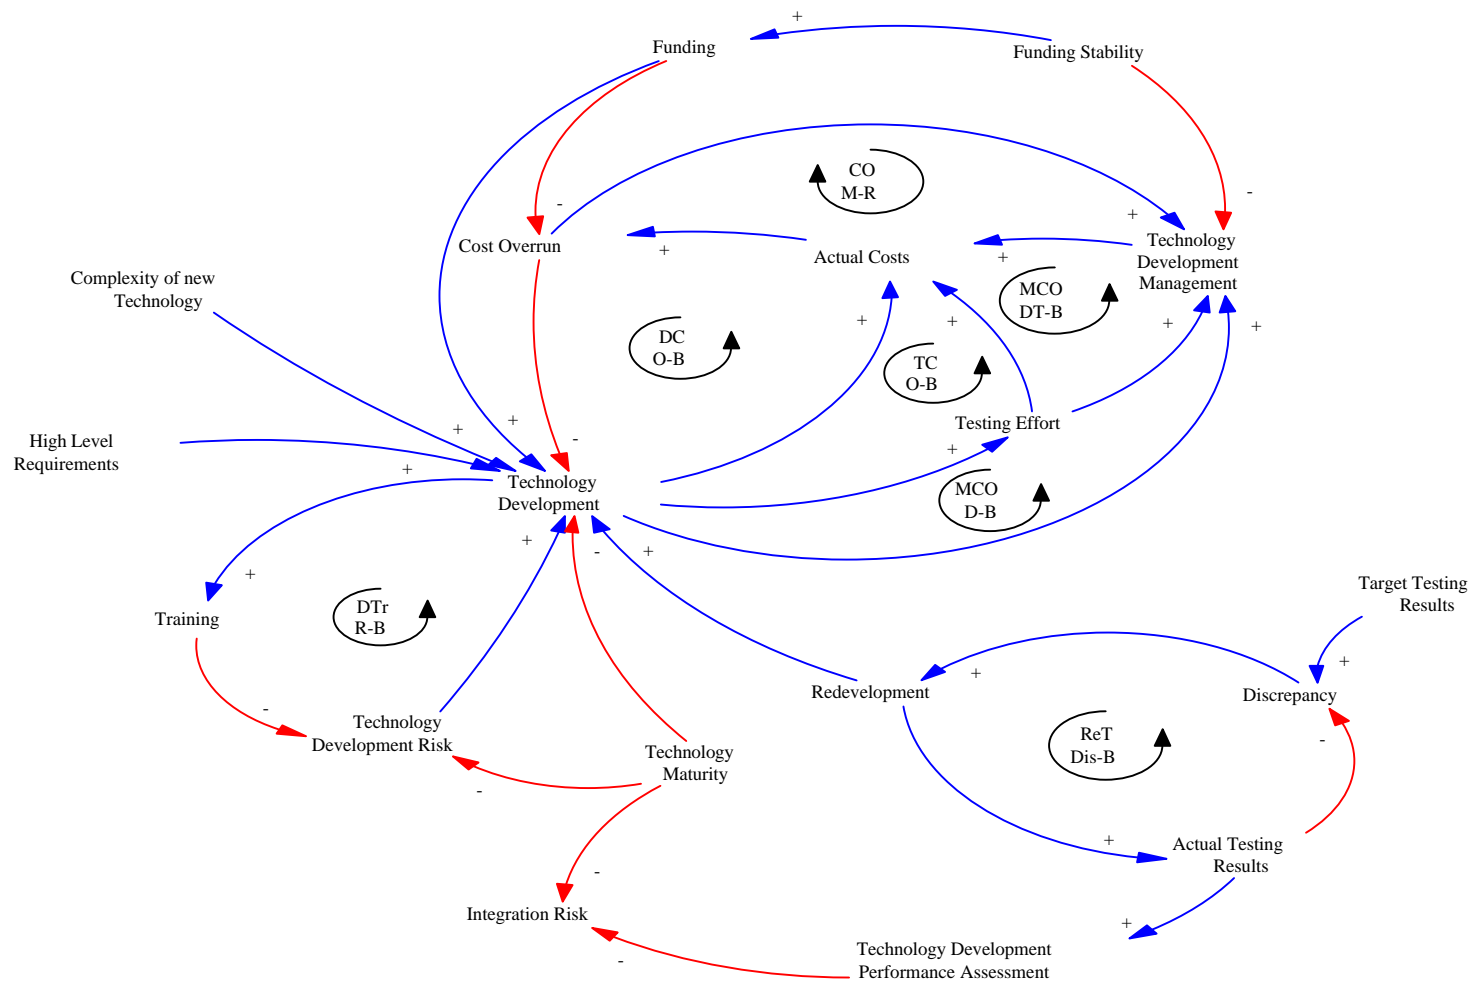 +
Funding
Funding Stability
CO
M-R
-
-
+
Cost Overrun
+
Actual Costs
+
Technology
Development
Management
Complexity of new
Technology
MCO
DT-B
DC
O-B
+
+
+
+
TC
O-B
High Level
Requirements
+
+
-
Testing Effort
+
+
Technology
Development
MCO
D-B
+
-
+
+
Training
DTr
R-B
Target Testing
Results
+
+
Redevelopment
Discrepancy
-
Technology
Development Risk
Technology
Maturity
ReT
Dis-B
-
-
+
Actual Testing
Results
-
Integration Risk
+
Technology Development
Performance Assessment
-